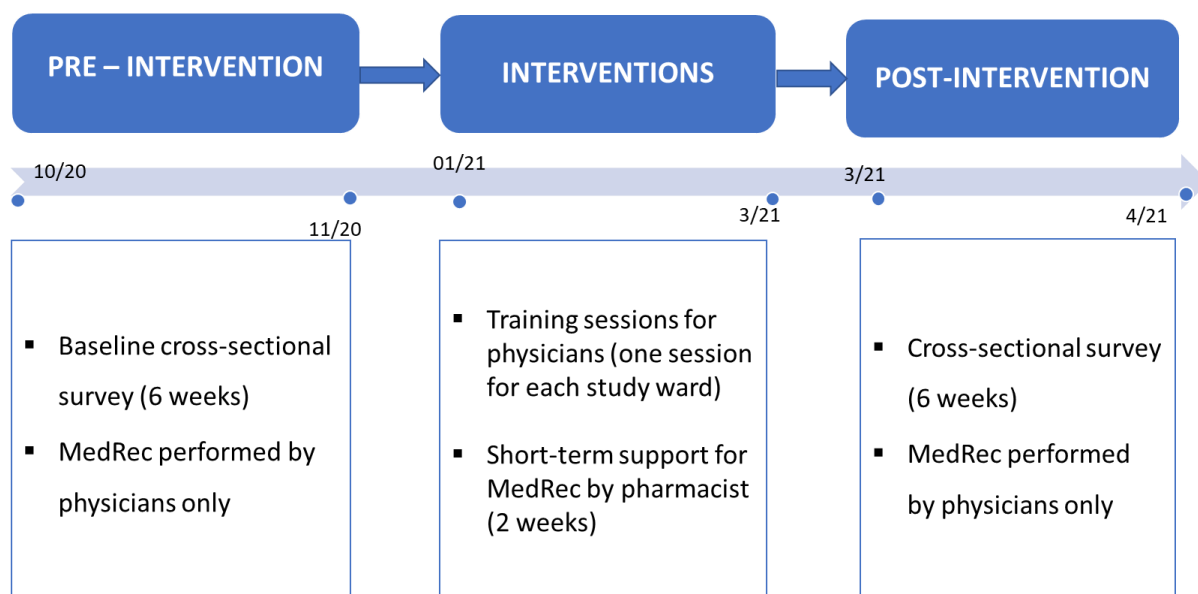 PRE – INTERVENTION
INTERVENTIONS
POST-INTERVENTION
10/20
01/21
3/21
11/20
3/21
4/21
▪ Baseline cross-sectional
survey (6 weeks)
▪ MedRec performed by
physicians only
▪ Training sessions for
physicians (one session
for each study ward)
▪ Short-term support for
MedRec by pharmacist
(2 weeks)
▪ Cross-sectional survey
(6 weeks)
▪ MedRec performed
by physicians only